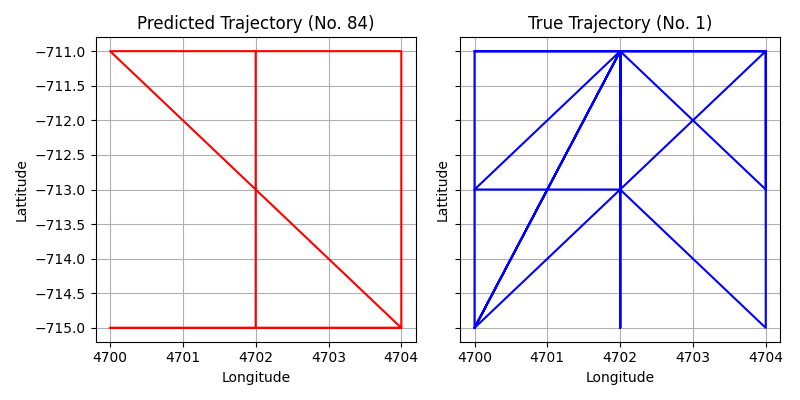 Predicted Trajectory (No. 84)
True Trajectory (No. 1)
−711.0
−711.5
−712.0
−712.5
−713.0
−713.5
−714.0
−714.5
−715.0
Lattitude
Lattitude
4700 4701 4702 4703 4704
4700 4701 4702 4703 4704
Longitude
Longitude